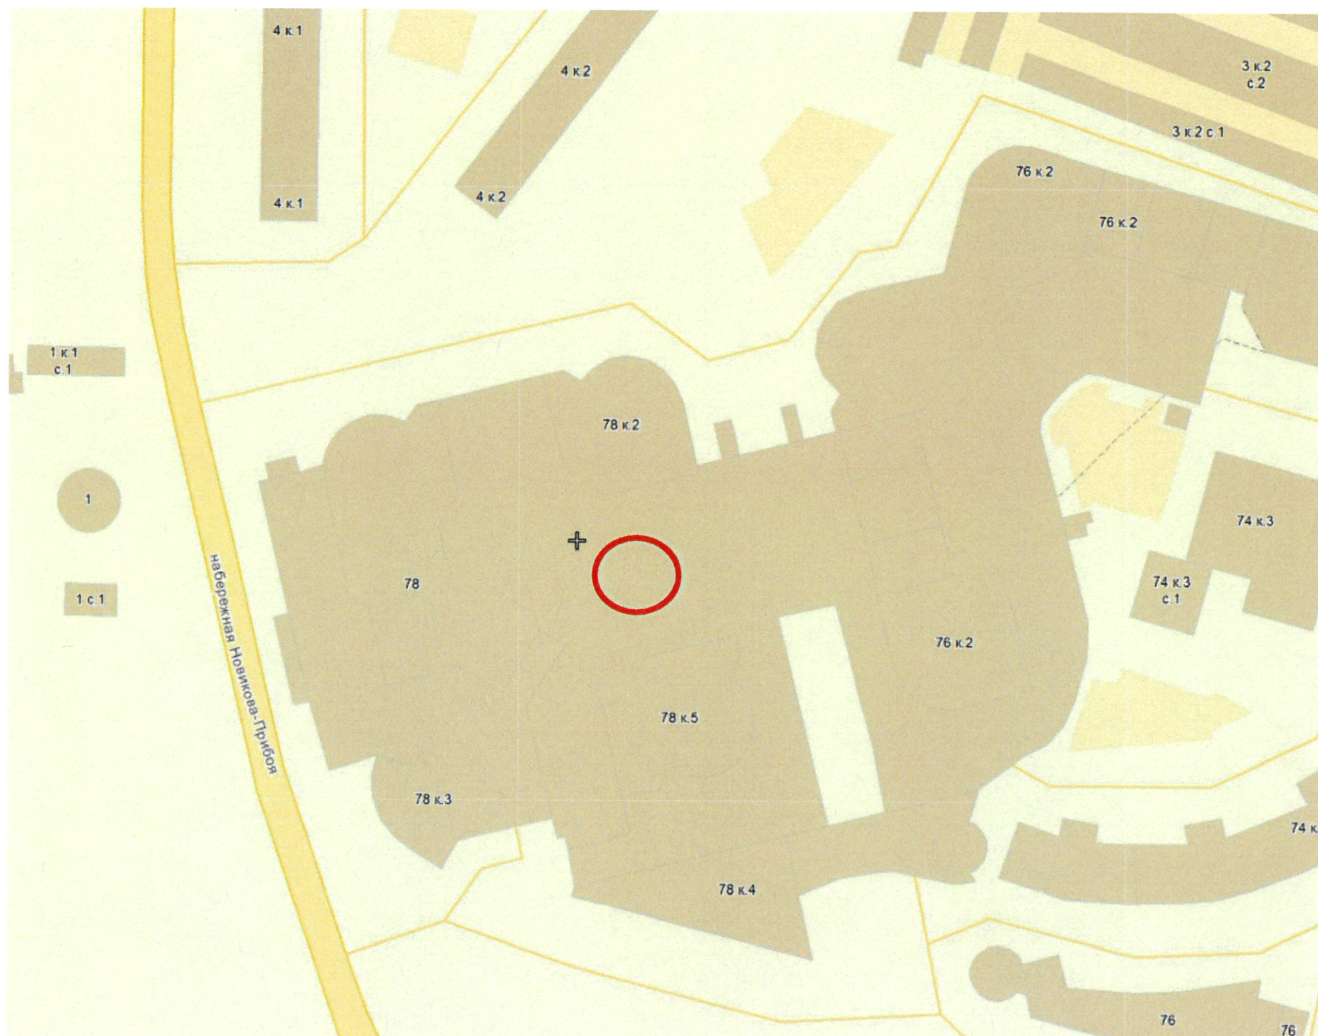 4 к.1
4 к.2
3 к.2
с.2
3 к.2 с.1
76 к.2
4 к.1
4 к.2
76 к.2
1 к.1
с.1
78 к.2
1
74 к.3
78
74 к.3
с.1
1 с.1
76 к.2
набережная Новикова-Прибоя
78 к.5
78 к.3
74 к.
78 к.4
76
76